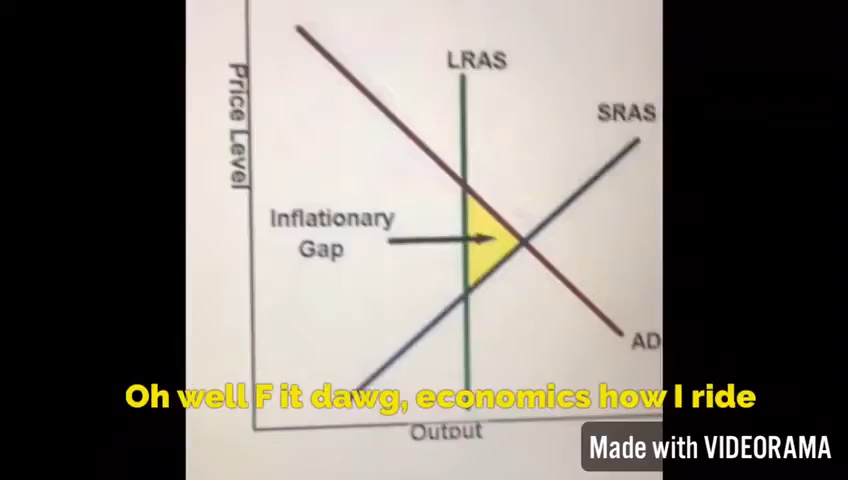 LRAS
SRAS
Price Level
Inflationary
Gap
AD
Oh well F it dawg, economics how I ride
Output
Made with VIDEORAMA